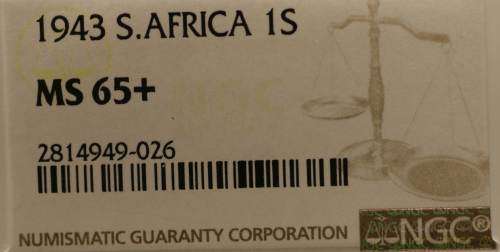 1943 S.AFRICA 1S
MS 65+
2814949-026
NUMISMATIC GUARANTY CORPORATION
NGC®